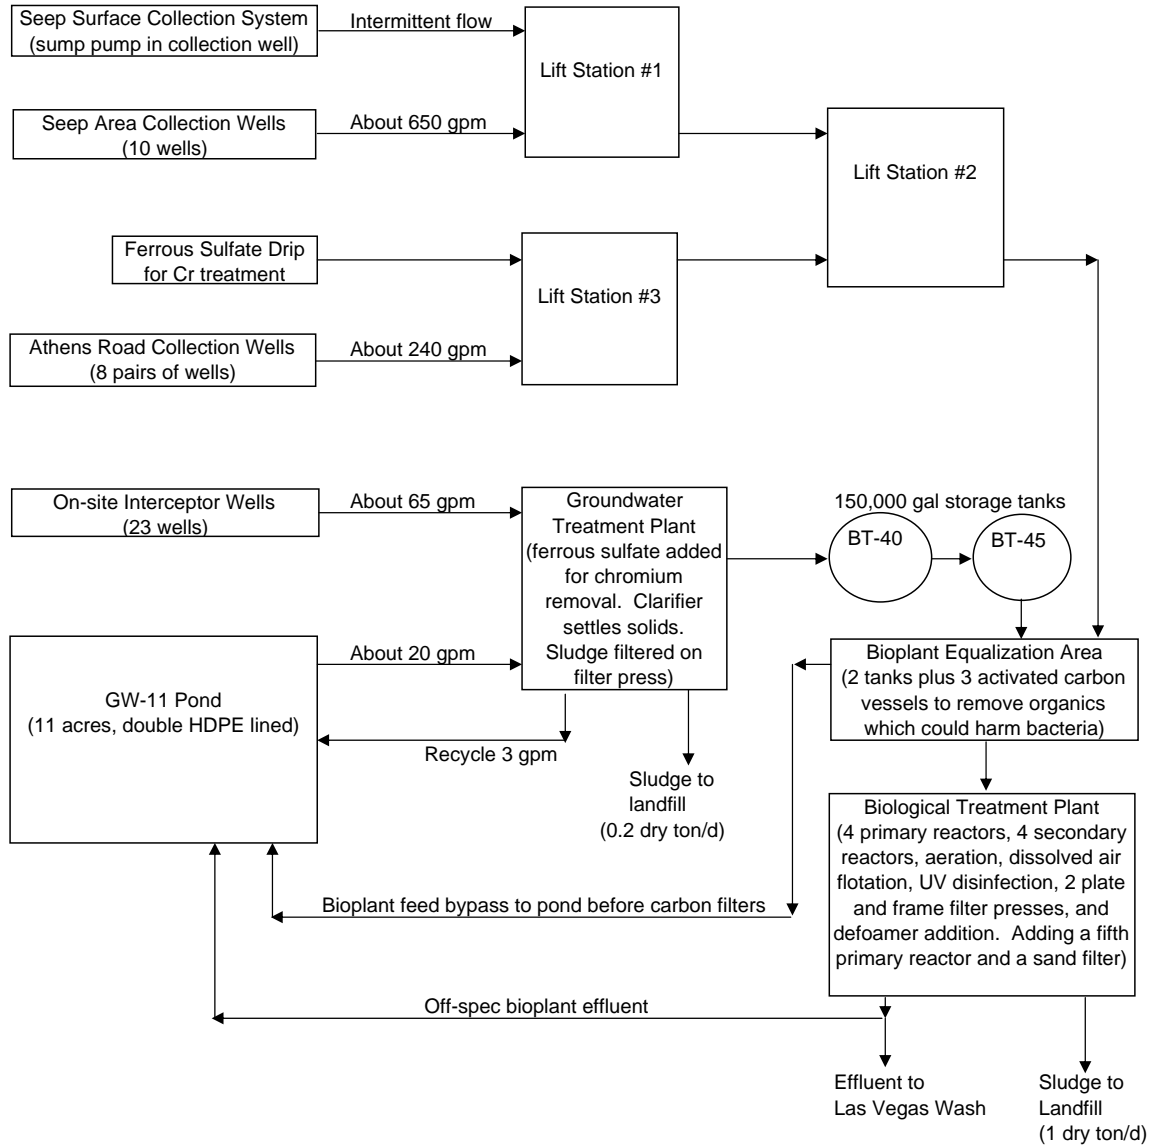 Seep Surface Collection System
(sump pump in collection well)
Intermittent flow
Lift Station #1
Seep Area Collection Wells
(10 wells)
About 650 gpm
Lift Station #2
Ferrous Sulfate Drip
for Cr treatment
Lift Station #3
Athens Road Collection Wells
(8 pairs of wells)
About 240 gpm
On-site Interceptor Wells
(23 wells)
About 65 gpm
Groundwater
Treatment Plant
(ferrous sulfate added
for chromium
removal.  Clarifier
settles solids.
Sludge filtered on
filter press)
150,000 gal storage tanks
BT-40
BT-45
GW-11 Pond
(11 acres, double HDPE lined)
About 20 gpm
Recycle 3 gpm
Sludge to
landfill
(0.2 dry ton/d)
Bioplant Equalization Area
(2 tanks plus 3 activated carbon
vessels to remove organics
which could harm bacteria)
Biological Treatment Plant
(4 primary reactors, 4 secondary
reactors, aeration, dissolved air
flotation, UV disinfection, 2 plate
and frame filter presses, and
defoamer addition.  Adding a fifth
primary reactor and a sand filter)
Bioplant feed bypass to pond before carbon filters
Off-spec bioplant effluent
Effluent to
Las Vegas Wash
Sludge to
Landfill
(1 dry ton/d)